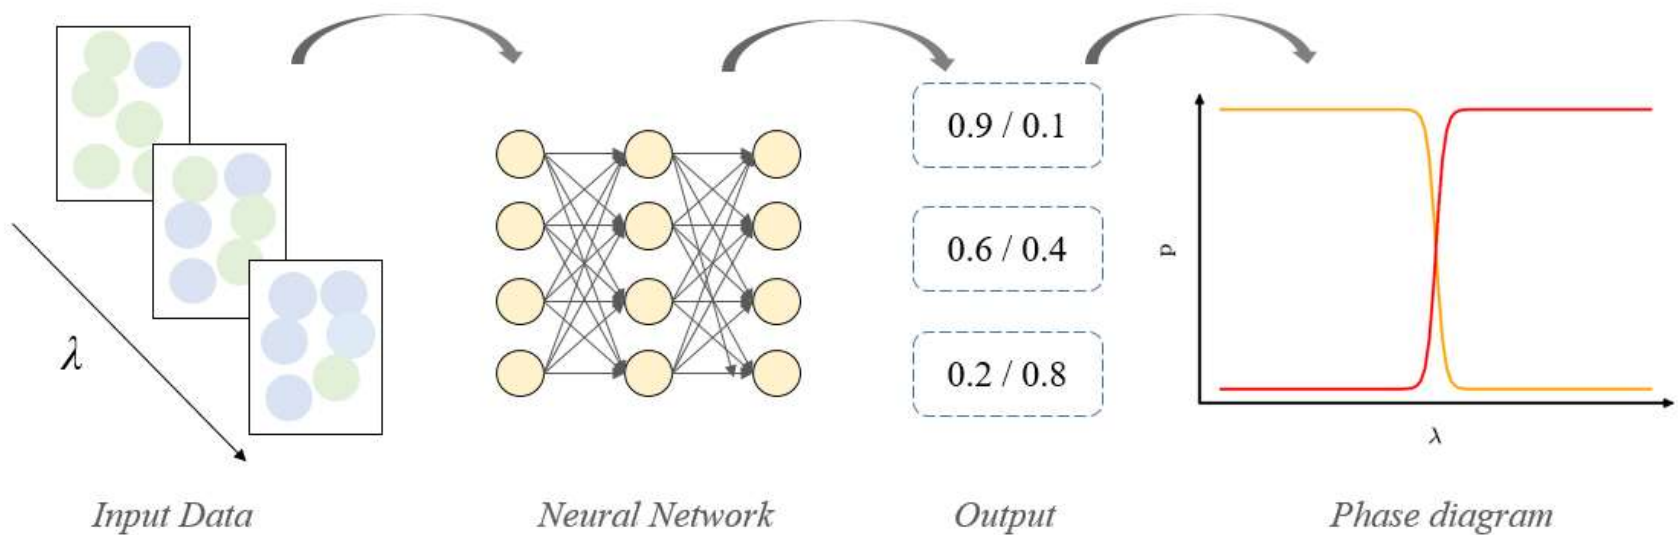 λ
0.9 / 0.1
0.6 / 0.4
0.2 / 0.8
p
λ
Input Data
Neural Network
Output
Phase diagram